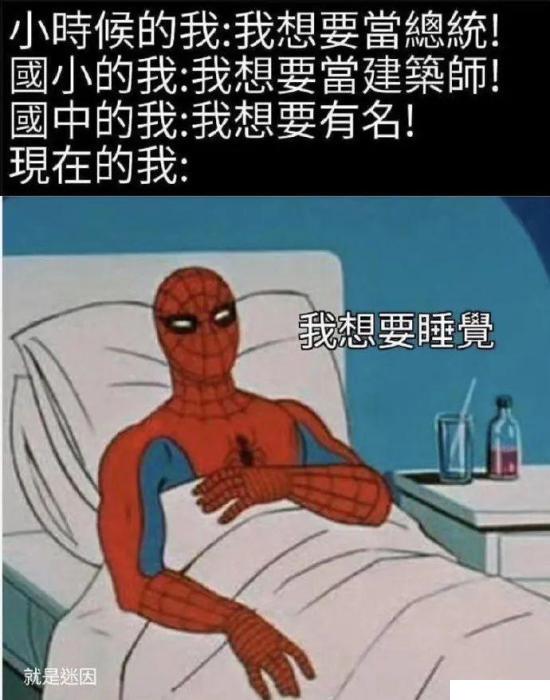 小時候的我:我想要當總統!
國小的我:我想要當建築師!
國中的我:我想要有名!
現在的我:
我想要睡覺
就是迷因